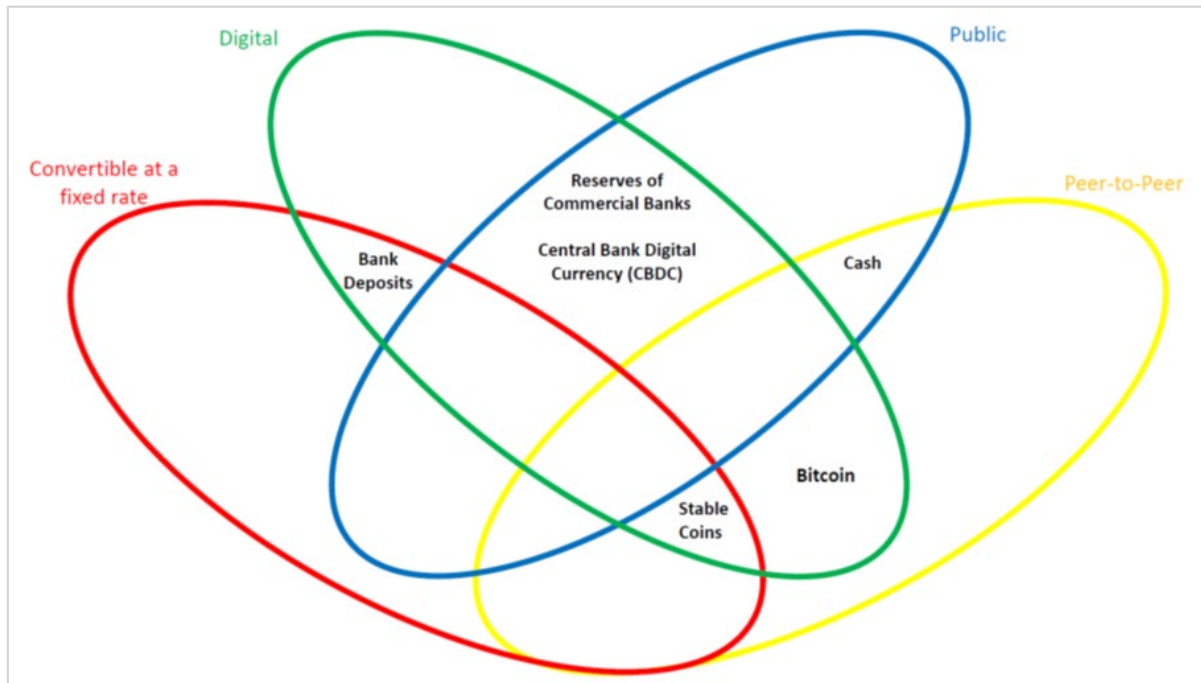 Digital
Public
Convertible at a
fixed rate
Peer-to-Peer
Reserves of
Commercial Banks
Central Bank Digital
Currency (CBDC)
Bank
Deposits
Cash
Bitcoin
Stable
Coins